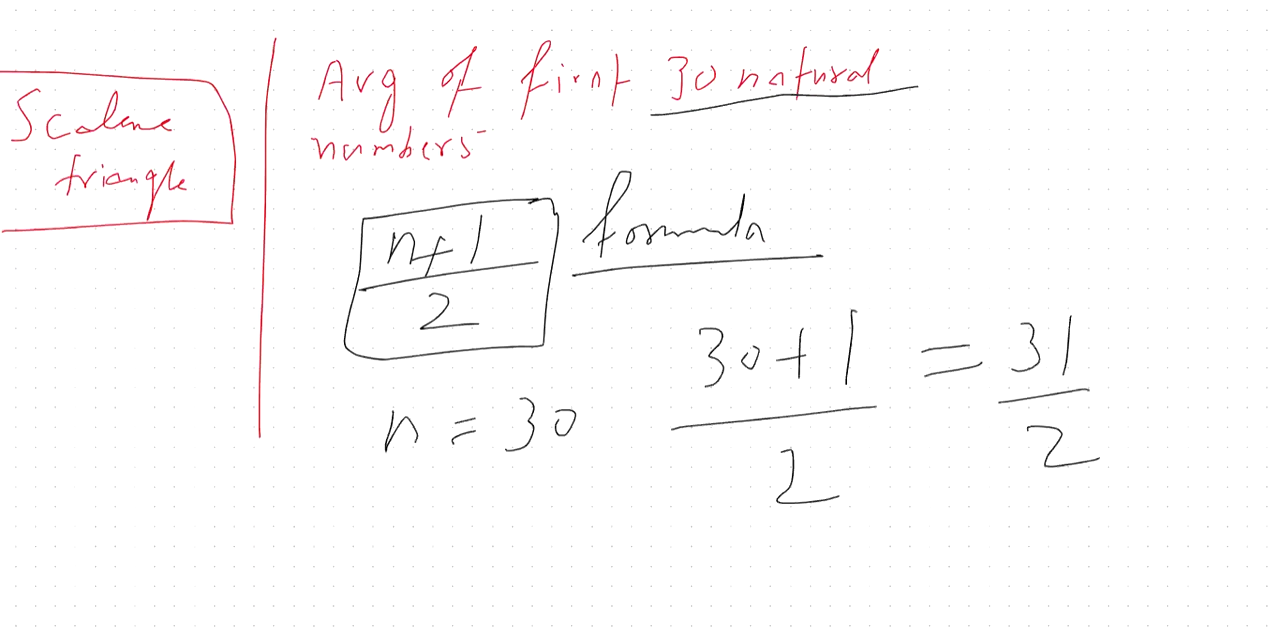 Scalene
triangle
Avg of first 30 natural
numbers
n+1
2
formula
n = 30
30+1
2
= 31
2